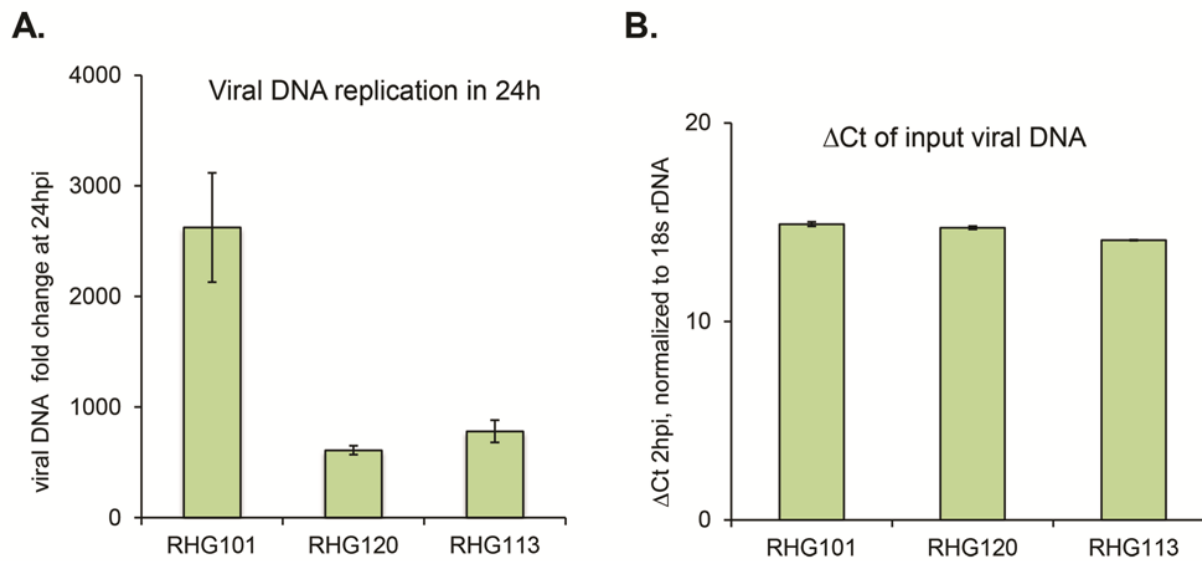 A.
Viral DNA replication in 24h
viral DNA fold change at 24hpi
4000
3000
2000
1000
0
RHG101 RHG120 RHG113
B.
ΔCt of input viral DNA
ΔCt 2hpi, normalized to 18s rDNA
20
10
0
RHG101 RHG120 RHG113